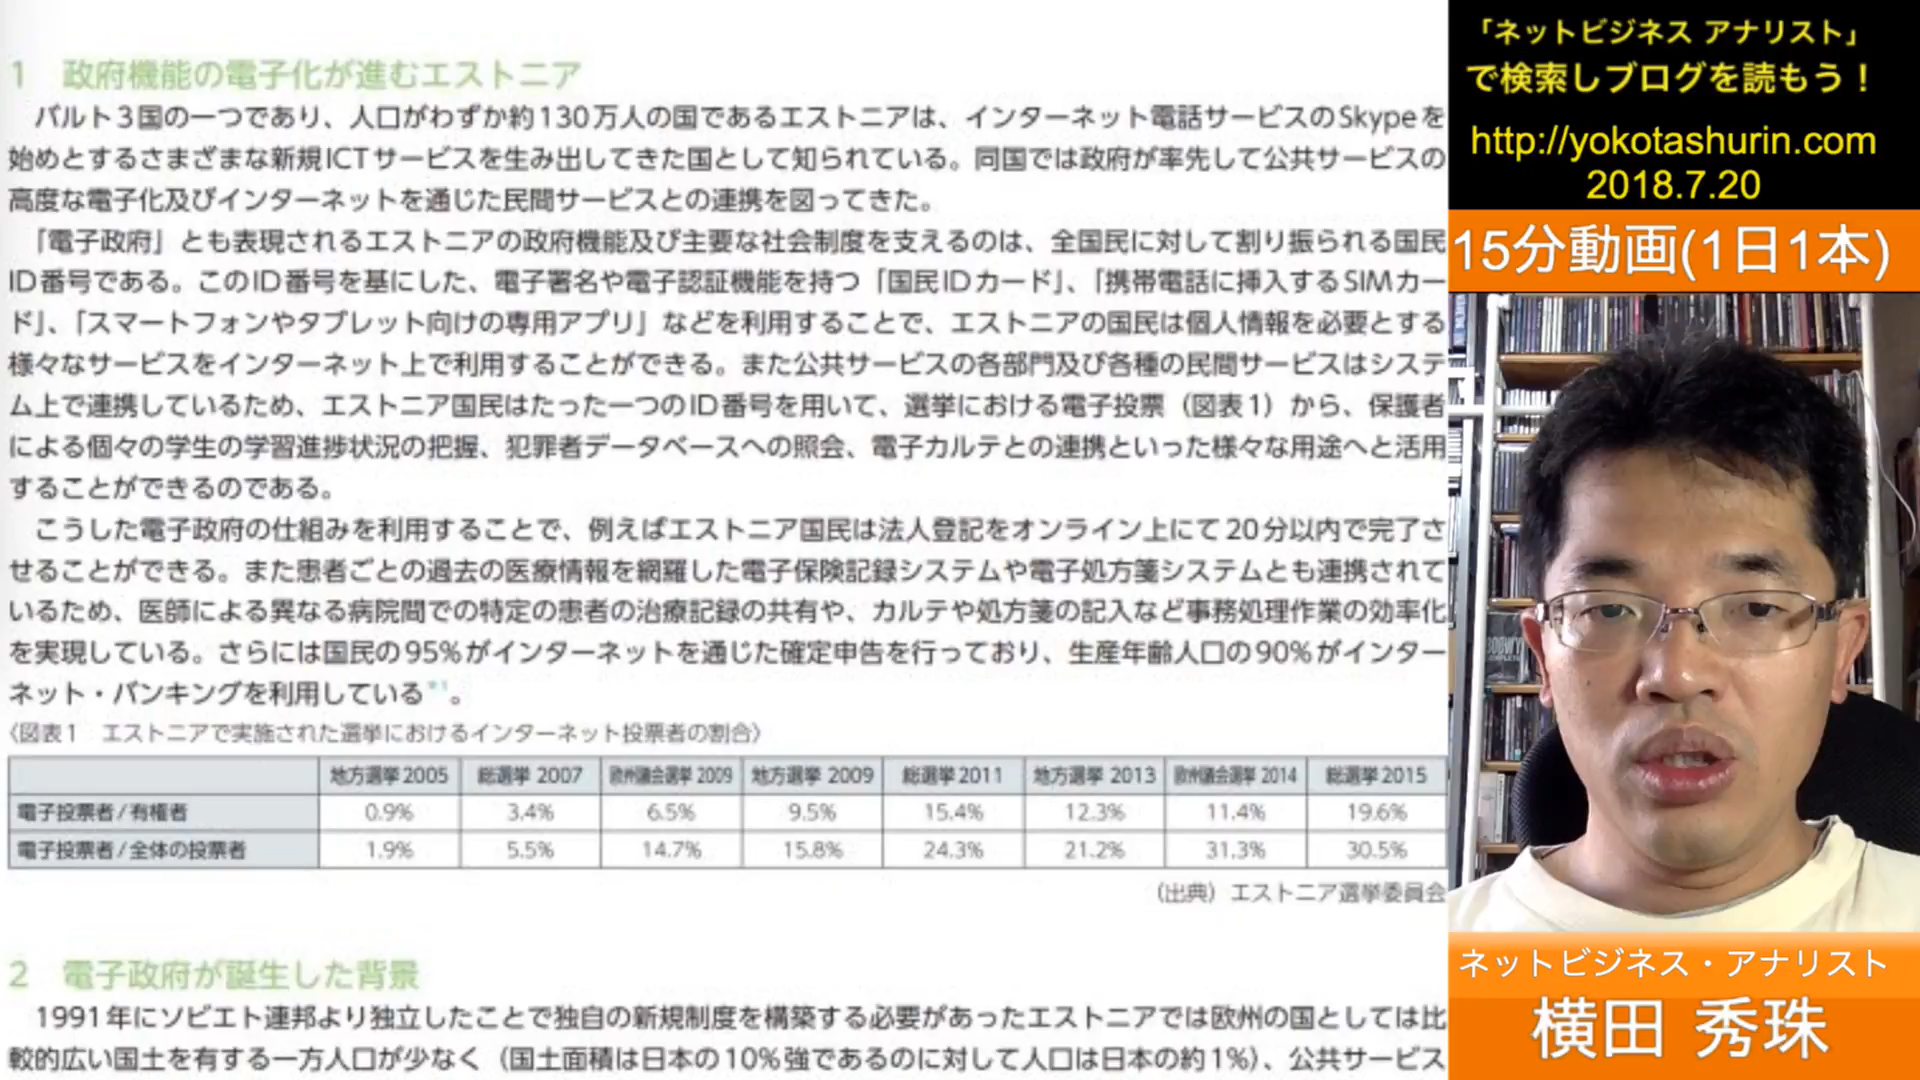 1 政府機能の電子化が進むエストニア
バルト3国の一つであり、人口がわずか約130万人の国であるエストニアは、インターネット電話サービスのSkypeを
始めとするさまざまな新規ICTサービスを生み出してきた国として知られている。同国では政府が率先して公共サービスの
高度な電子化及びインターネットを通じた民間サービスとの連携を図ってきた。
「電子政府」とも表現されるエストニアの政府機能及び主要な社会制度を支えるのは、全国民に対して割り振られる国民
ID番号である。このID番号を基にした、電子署名や電子認証機能を持つ「国民IDカード」、「携帯電話に挿入するSIMカー
ド」、「スマートフォンやタブレット向けの専用アプリ」などを利用することで、エストニアの国民は個人情報を必要とする
様々なサービスをインターネット上で利用することができる。また公共サービスの各部門及び各種の民間サービスはシステ
ム上で連携しているため、エストニア国民はたった一つのID番号を用いて、選挙における電子投票（図表1）から、保護者
による個々の学生の学習進捗状況の把握、犯罪者データベースへの照会、電子カルテとの連携といった様々な用途へと活用
することができるのである。
こうした電子政府の仕組みを利用することで、例えばエストニア国民は法人登記をオンライン上にて20分以内で完了さ
せることができる。また患者ごとの過去の医療情報を網羅した電子保険記録システムや電子処方箋システムとも連携されて
いるため、医師による異なる病院間での特定の患者の治療記録の共有や、カルテや処方箋の記入など事務処理作業の効率化
を実現している。さらには国民の95%がインターネットを通じた確定申告を行っており、生産年齢人口の90%がインター
ネット・バンキングを利用している*1。
〈図表1 エストニアで実施された選挙におけるインターネット投票者の割合〉
地方選挙2005 総選挙 2007 欧州議会選挙 2009 地方選挙 2009 総選挙2011 地方選挙 2013 欧州議会選挙 2014 総選挙 2015
電子投票者/有権者 0.9% 3.4% 6.5% 9.5% 15.4% 12.3% 11.4% 19.6%
電子投票者/全体の投票者 1.9% 5.5% 14.7% 15.8% 24.3% 21.2% 31.3% 30.5%
（出典）エストニア選挙委員会
2 電子政府が誕生した背景
1991年にソビエト連邦より独立したことで独自の新規制度を構築する必要があったエストニアでは欧州の国としては比
較的広い国土を有する一方人口が少なく（国土面積は日本の10%強であるのに対して人口は日本の約1%）、公共サービス
「ネットビジネス アナリスト」
で検索しブログを読もう！
http://yokotashurin.com
2018.7.20
15分動画(1日1本)
ネットビジネス・アナリスト
横田 秀珠